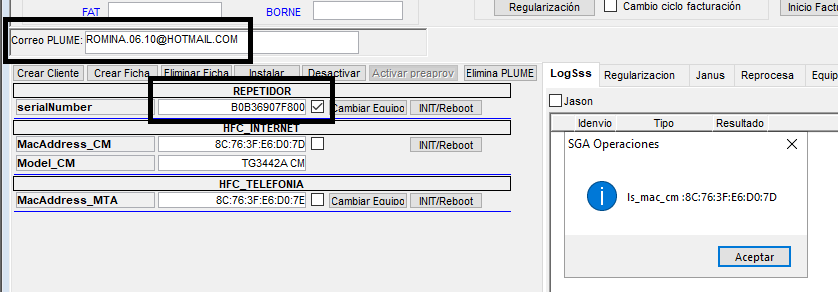 FAT
BORNE
Regularización
Cambio ciclo facturación
Inicio Factu
Correo PLUME: ROMINA.06.10@HOTMAIL.COM
Crear Cliente Crear Ficha Eliminar Ficha Instalar Desactivar Activar preaprov Elimina PLUME
REPETIDOR
serialNumber B0B36907F800 Cambiar Equipo INIT/Reboot
HFC_INTERNET
MacAddress_CM 8C:76:3F:E6:D0:7D INIT/Reboot
Model_CM TG3442A.CM
HFC_TELEFONIA
MacAddress_MTA 8C:76:3F:E6:D0:7E Cambiar Equipo INIT/Reboot
LogSss Regularizacion Janus Reprocesa Equip
Jason
Idenvio Tipo Resultado
SGA Operaciones
ls_mac_cm :8C:76:3F:E6:D0:7D
Aceptar